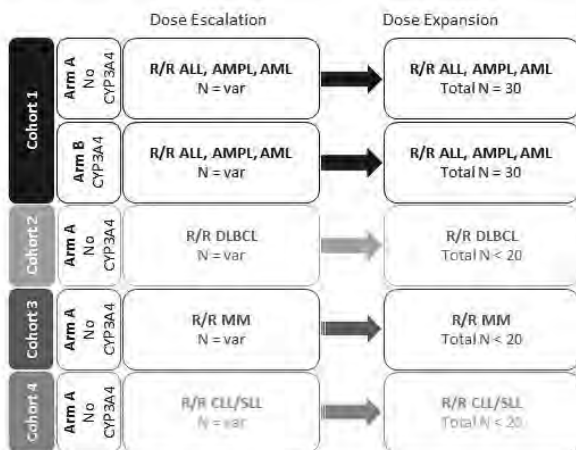 Dose Escalation
Dose Expansion
Cohort 1
Arm A
No
CYP3A4
R/R ALL, AMPL, AML
N = var
R/R ALL, AMPL, AML
Total N = 30
Arm B
CYP3A4
R/R ALL, AMPL, AML
N = var
R/R ALL, AMPL, AML
Total N = 30
Cohort 2
Arm A
No
CYP3A4
R/R DLBCL
N = var
R/R DLBCL
Total N < 20
Cohort 3
Arm A
No
CYP3A4
R/R MM
N = var
R/R MM
Total N < 20
Cohort 4
Arm A
No
CYP3A4
R/R CLL/SLL
N = var
R/R CLL/SLL
Total N < 20